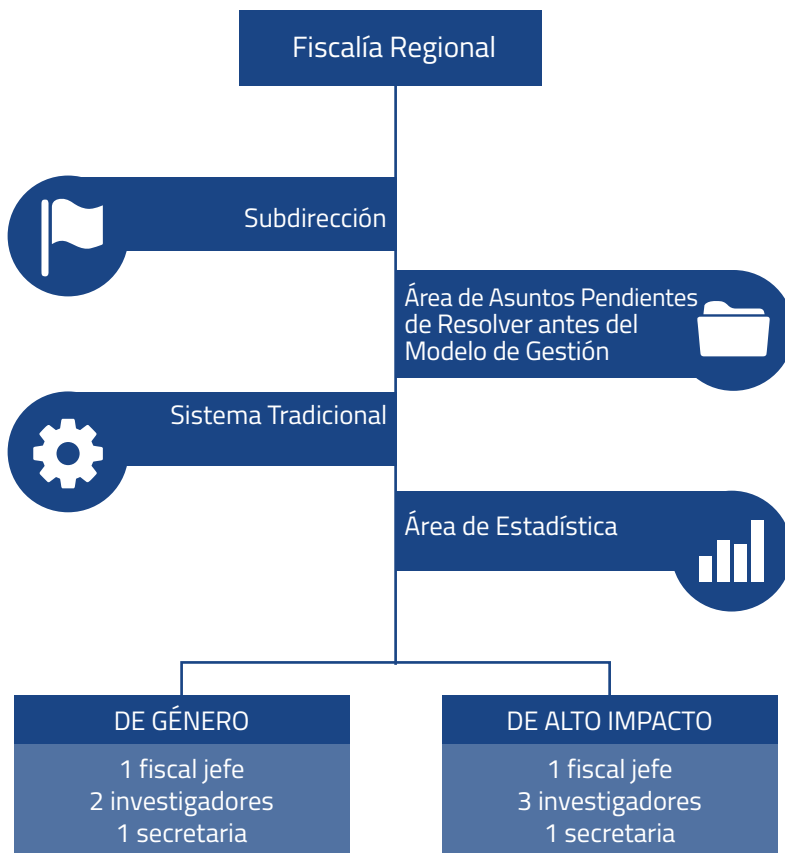 Fiscalía Regional
Subdirección
Área de Asuntos Pendientes
de Resolver antes del
Modelo de Gestión
Sistema Tradicional
Área de Estadística
DE GÉNERO
1 fiscal jefe
2 investigadores
1 secretaria
DE ALTO IMPACTO
1 fiscal jefe
3 investigadores
1 secretaria